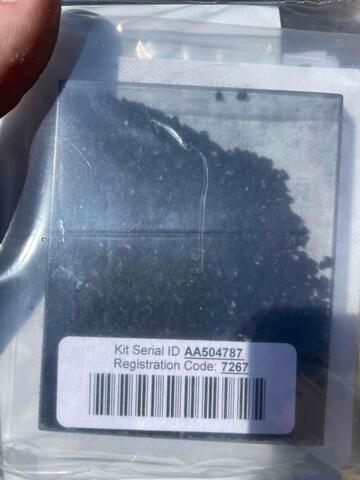 Kit Serial ID AA504787
Registration Code: 7267